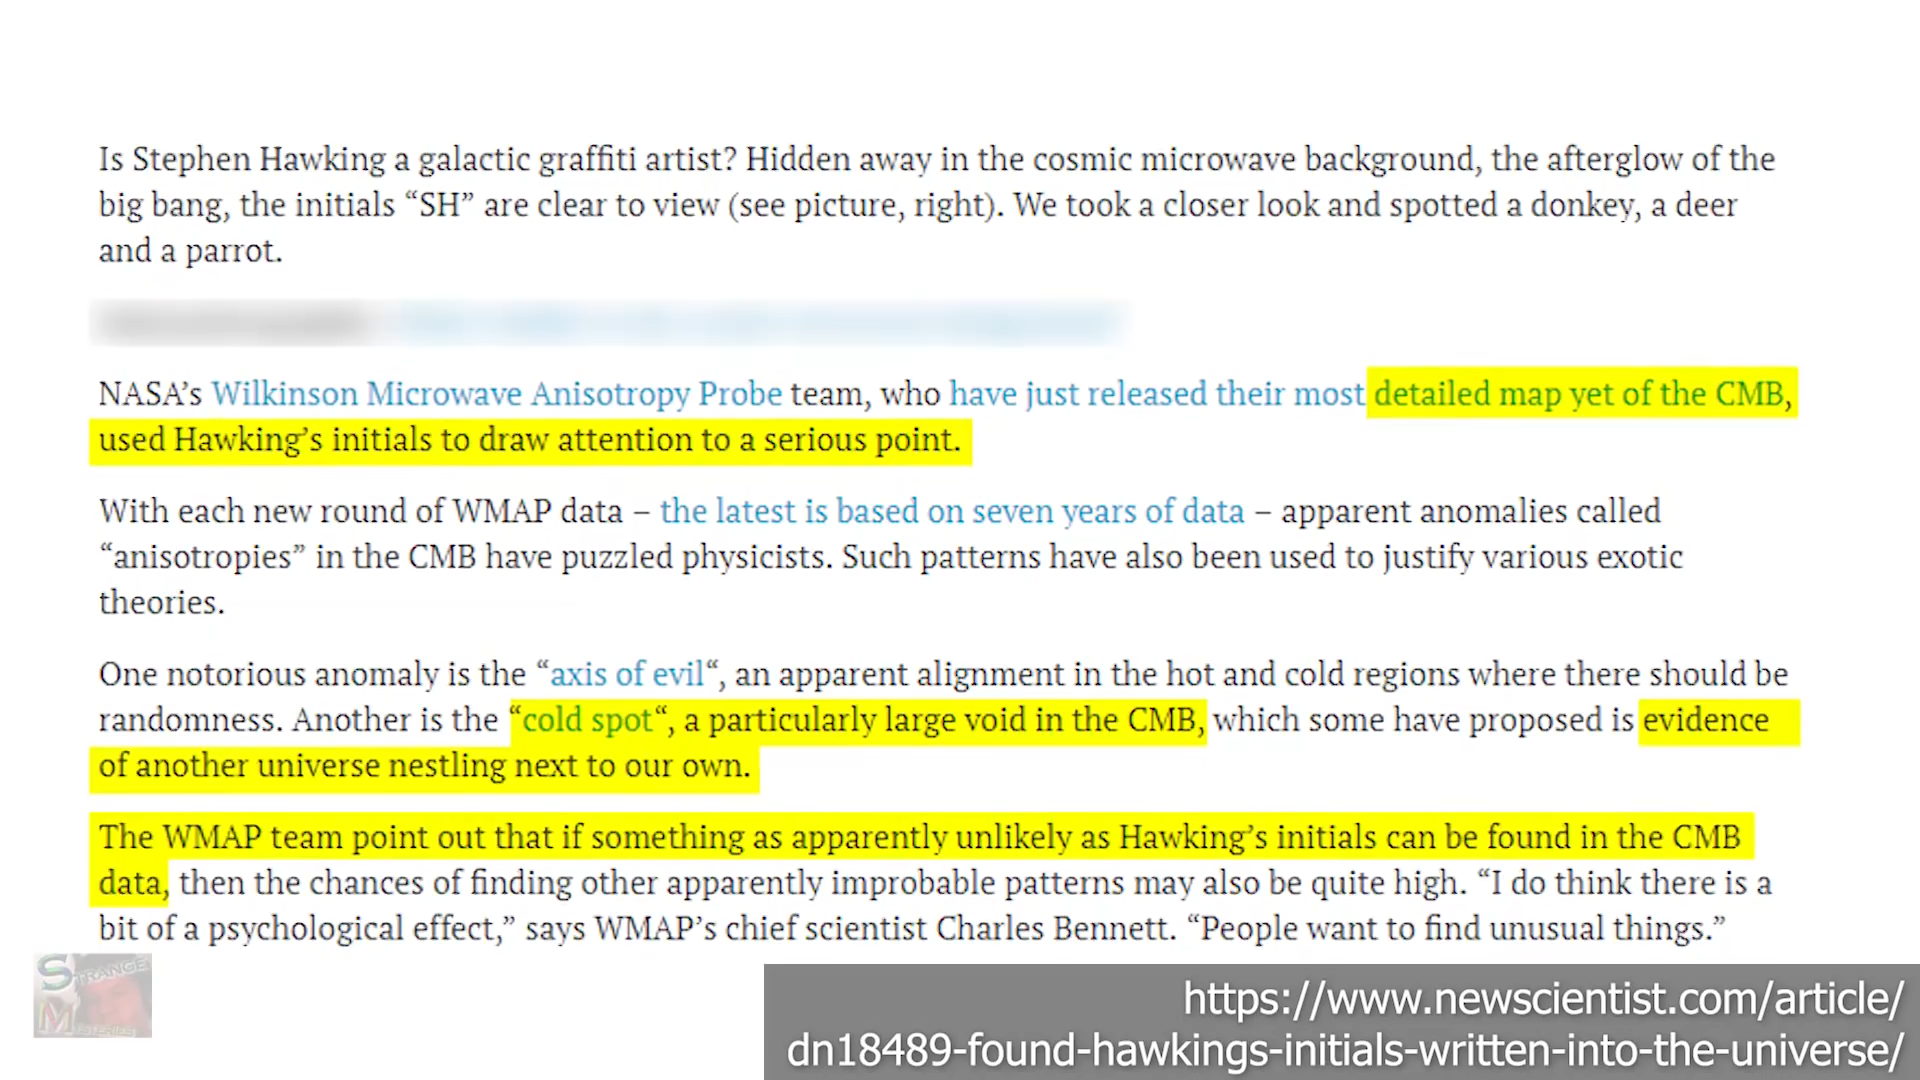 Is Stephen Hawking a galactic graffiti artist? Hidden away in the cosmic microwave background, the afterglow of the
big bang, the initials “SH” are clear to view (see picture, right). We took a closer look and spotted a donkey, a deer
and a parrot.
NASA’s Wilkinson Microwave Anisotropy Probe team, who have just released their most detailed map yet of the CMB,
used Hawking’s initials to draw attention to a serious point.
With each new round of WMAP data – the latest is based on seven years of data – apparent anomalies called
“anisotropies” in the CMB have puzzled physicists. Such patterns have also been used to justify various exotic
theories.
One notorious anomaly is the “axis of evil“, an apparent alignment in the hot and cold regions where there should be
randomness. Another is the “cold spot“, a particularly large void in the CMB, which some have proposed is evidence
of another universe nestling next to our own.
The WMAP team point out that if something as apparently unlikely as Hawking’s initials can be found in the CMB
data, then the chances of finding other apparently improbable patterns may also be quite high. “I do think there is a
bit of a psychological effect,” says WMAP’s chief scientist Charles Bennett. “People want to find unusual things.”
STRANGE
MYSTERIES
https://www.newscientist.com/article/
dn18489-found-hawkings-initials-written-into-the-universe/